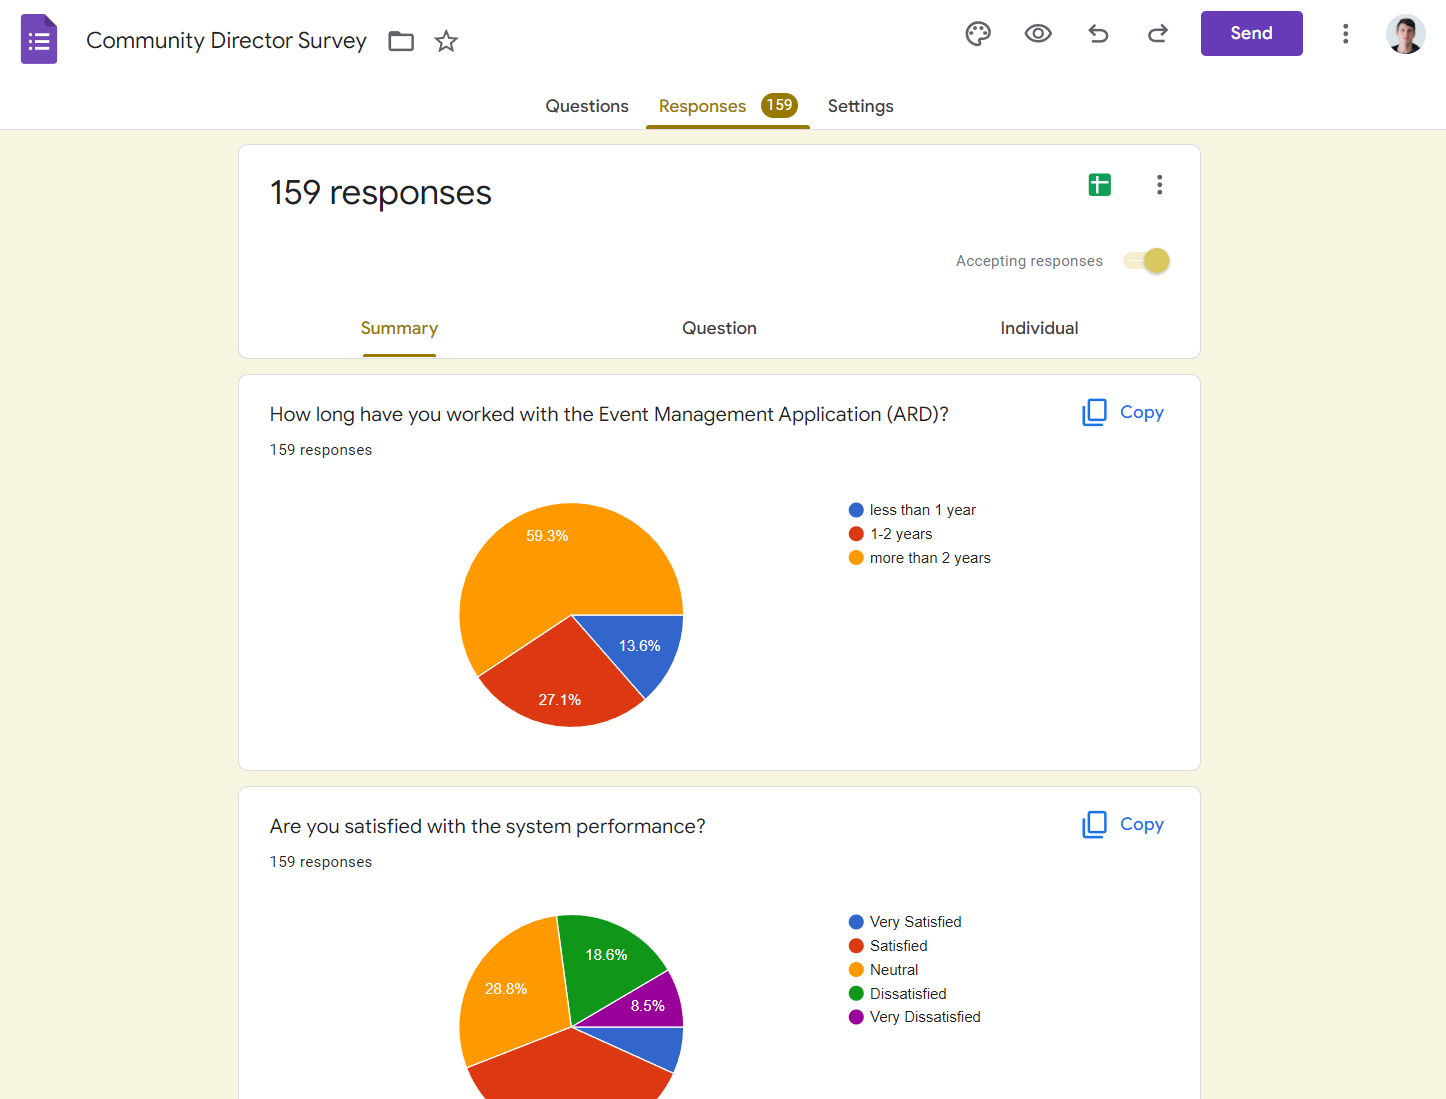 Community Director Survey
Send
Questions
Responses 159
Settings
159 responses
Accepting responses
Summary
Question
Individual
How long have you worked with the Event Management Application (ARD)?
Copy
159 responses
59.3%
13.6%
27.1%
less than 1 year
1-2 years
more than 2 years
Are you satisfied with the system performance?
Copy
159 responses
18.6%
28.8%
8.5%
Very Satisfied
Satisfied
Neutral
Dissatisfied
Very Dissatisfied